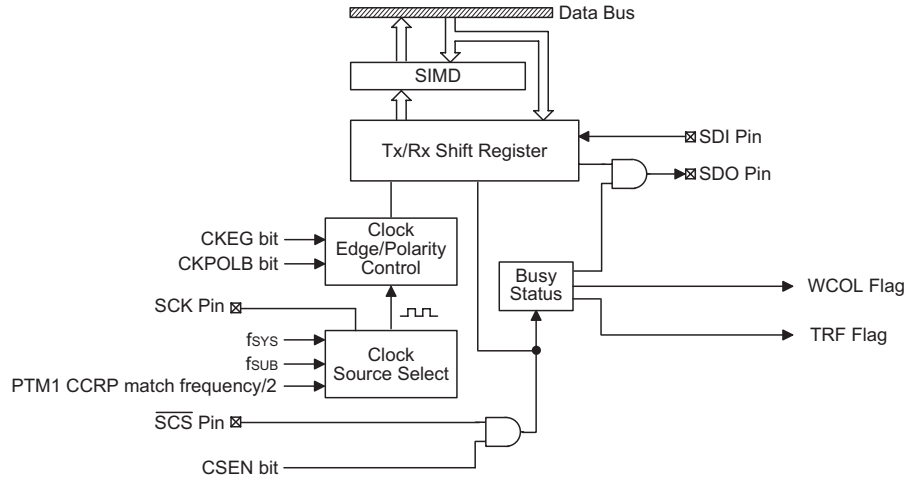 Data Bus
SIMD
Tx/Rx Shift Register
SDI Pin
SDO Pin
CKEG bit
CKPOLB bit
Clock
Edge/Polarity
Control
Busy
Status
WCOL Flag
TRF Flag
SCK Pin
fSYS
fSUB
PTM1 CCRP match frequency/2
Clock
Source Select
SCS Pin
CSEN bit